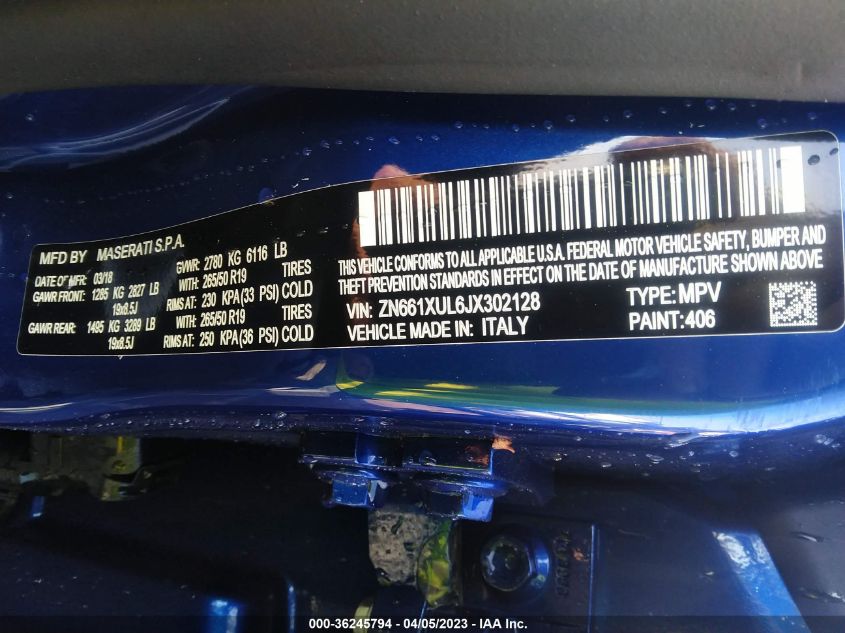 MFD BY MASERATI S.P.A.
DATE OF MFR: 03/18 GVWR: 2780 KG 6116 LB
GAWR FRONT: 1285 KG 2827 LB WITH: 265/50 R19 TIRES
19x8.5J RIMS AT: 230 KPA (33 PSI) COLD
GAWR REAR: 1495 KG 3289 LB WITH: 265/50 R19 TIRES
19x8.5J RIMS AT: 250 KPA (36 PSI) COLD
THIS VEHICLE CONFORMS TO ALL APPLICABLE U.S.A. FEDERAL MOTOR VEHICLE SAFETY, BUMPER AND
THEFT PREVENTION STANDARDS IN EFFECT ON THE DATE OF MANUFACTURE SHOWN ABOVE
VIN: ZN661XUL6JX302128 TYPE: MPV
VEHICLE MADE IN: ITALY PAINT: 406
000-36245794 - 04/05/2023 - IAA Inc.